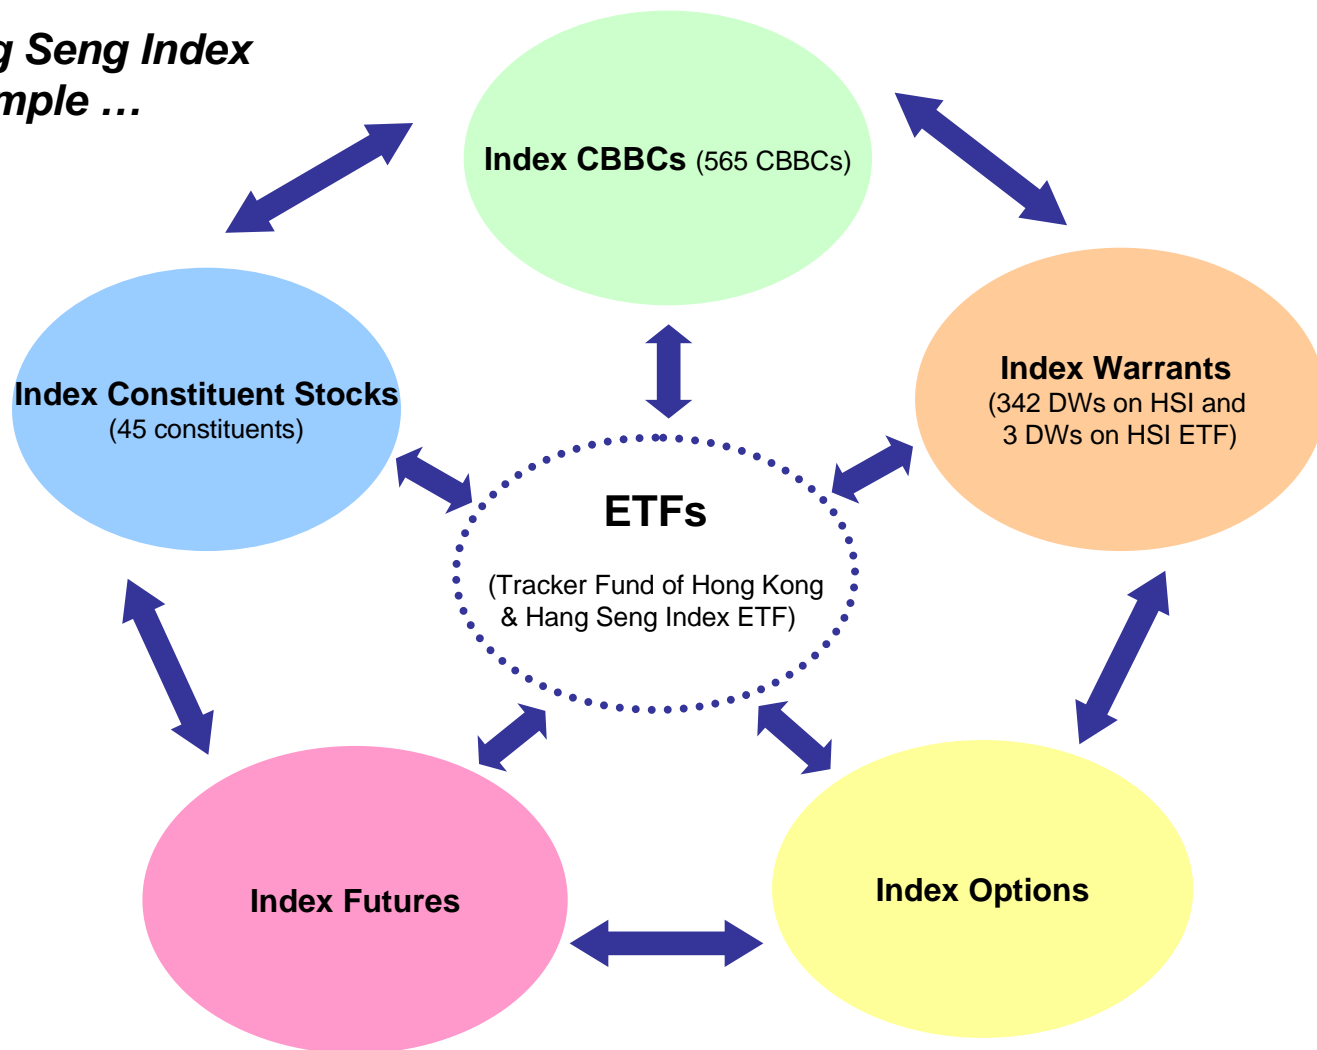 g Seng Index
mple …
Index CBBCs (565 CBBCs)
Index Constituent Stocks
(45 constituents)
Index Warrants
(342 DWs on HSI and
3 DWs on HSI ETF)
ETFs
(Tracker Fund of Hong Kong
& Hang Seng Index ETF)
Index Futures
Index Options